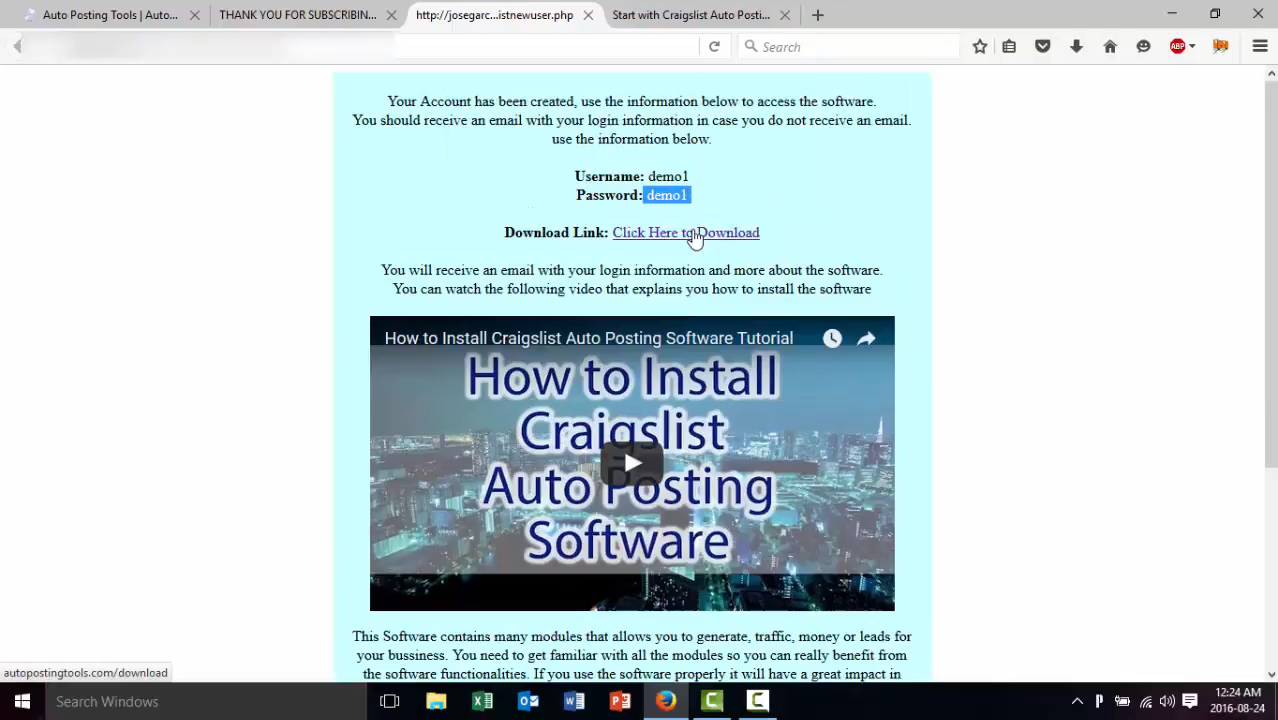 Auto Posting Tools | Auto...
THANK YOU FOR SUBSCRIBIN...
http://josegarc...istnewuser.php
Start with Craigslist Auto Posti...
Search
ABP
Your Account has been created, use the information below to access the software.
You should receive an email with your login information in case you do not receive an email.
use the information below.
Username: demo1
Password: demo1
Download Link: Click Here to Download
You will receive an email with your login information and more about the software.
You can watch the following video that explains you how to install the software
How to Install Craigslist Auto Posting Software Tutorial
How to Install
Craigslist
Auto Posting
Software
This Software contains many modules that allows you to generate, traffic, money or leads for
your bussiness. You need to get familiar with all the modules so you can really benefit from
the software functionalities. If you use the software properly it will have a great impact in
autopostingtools.com/download
Search Windows
12:24 AM
2016-08-24